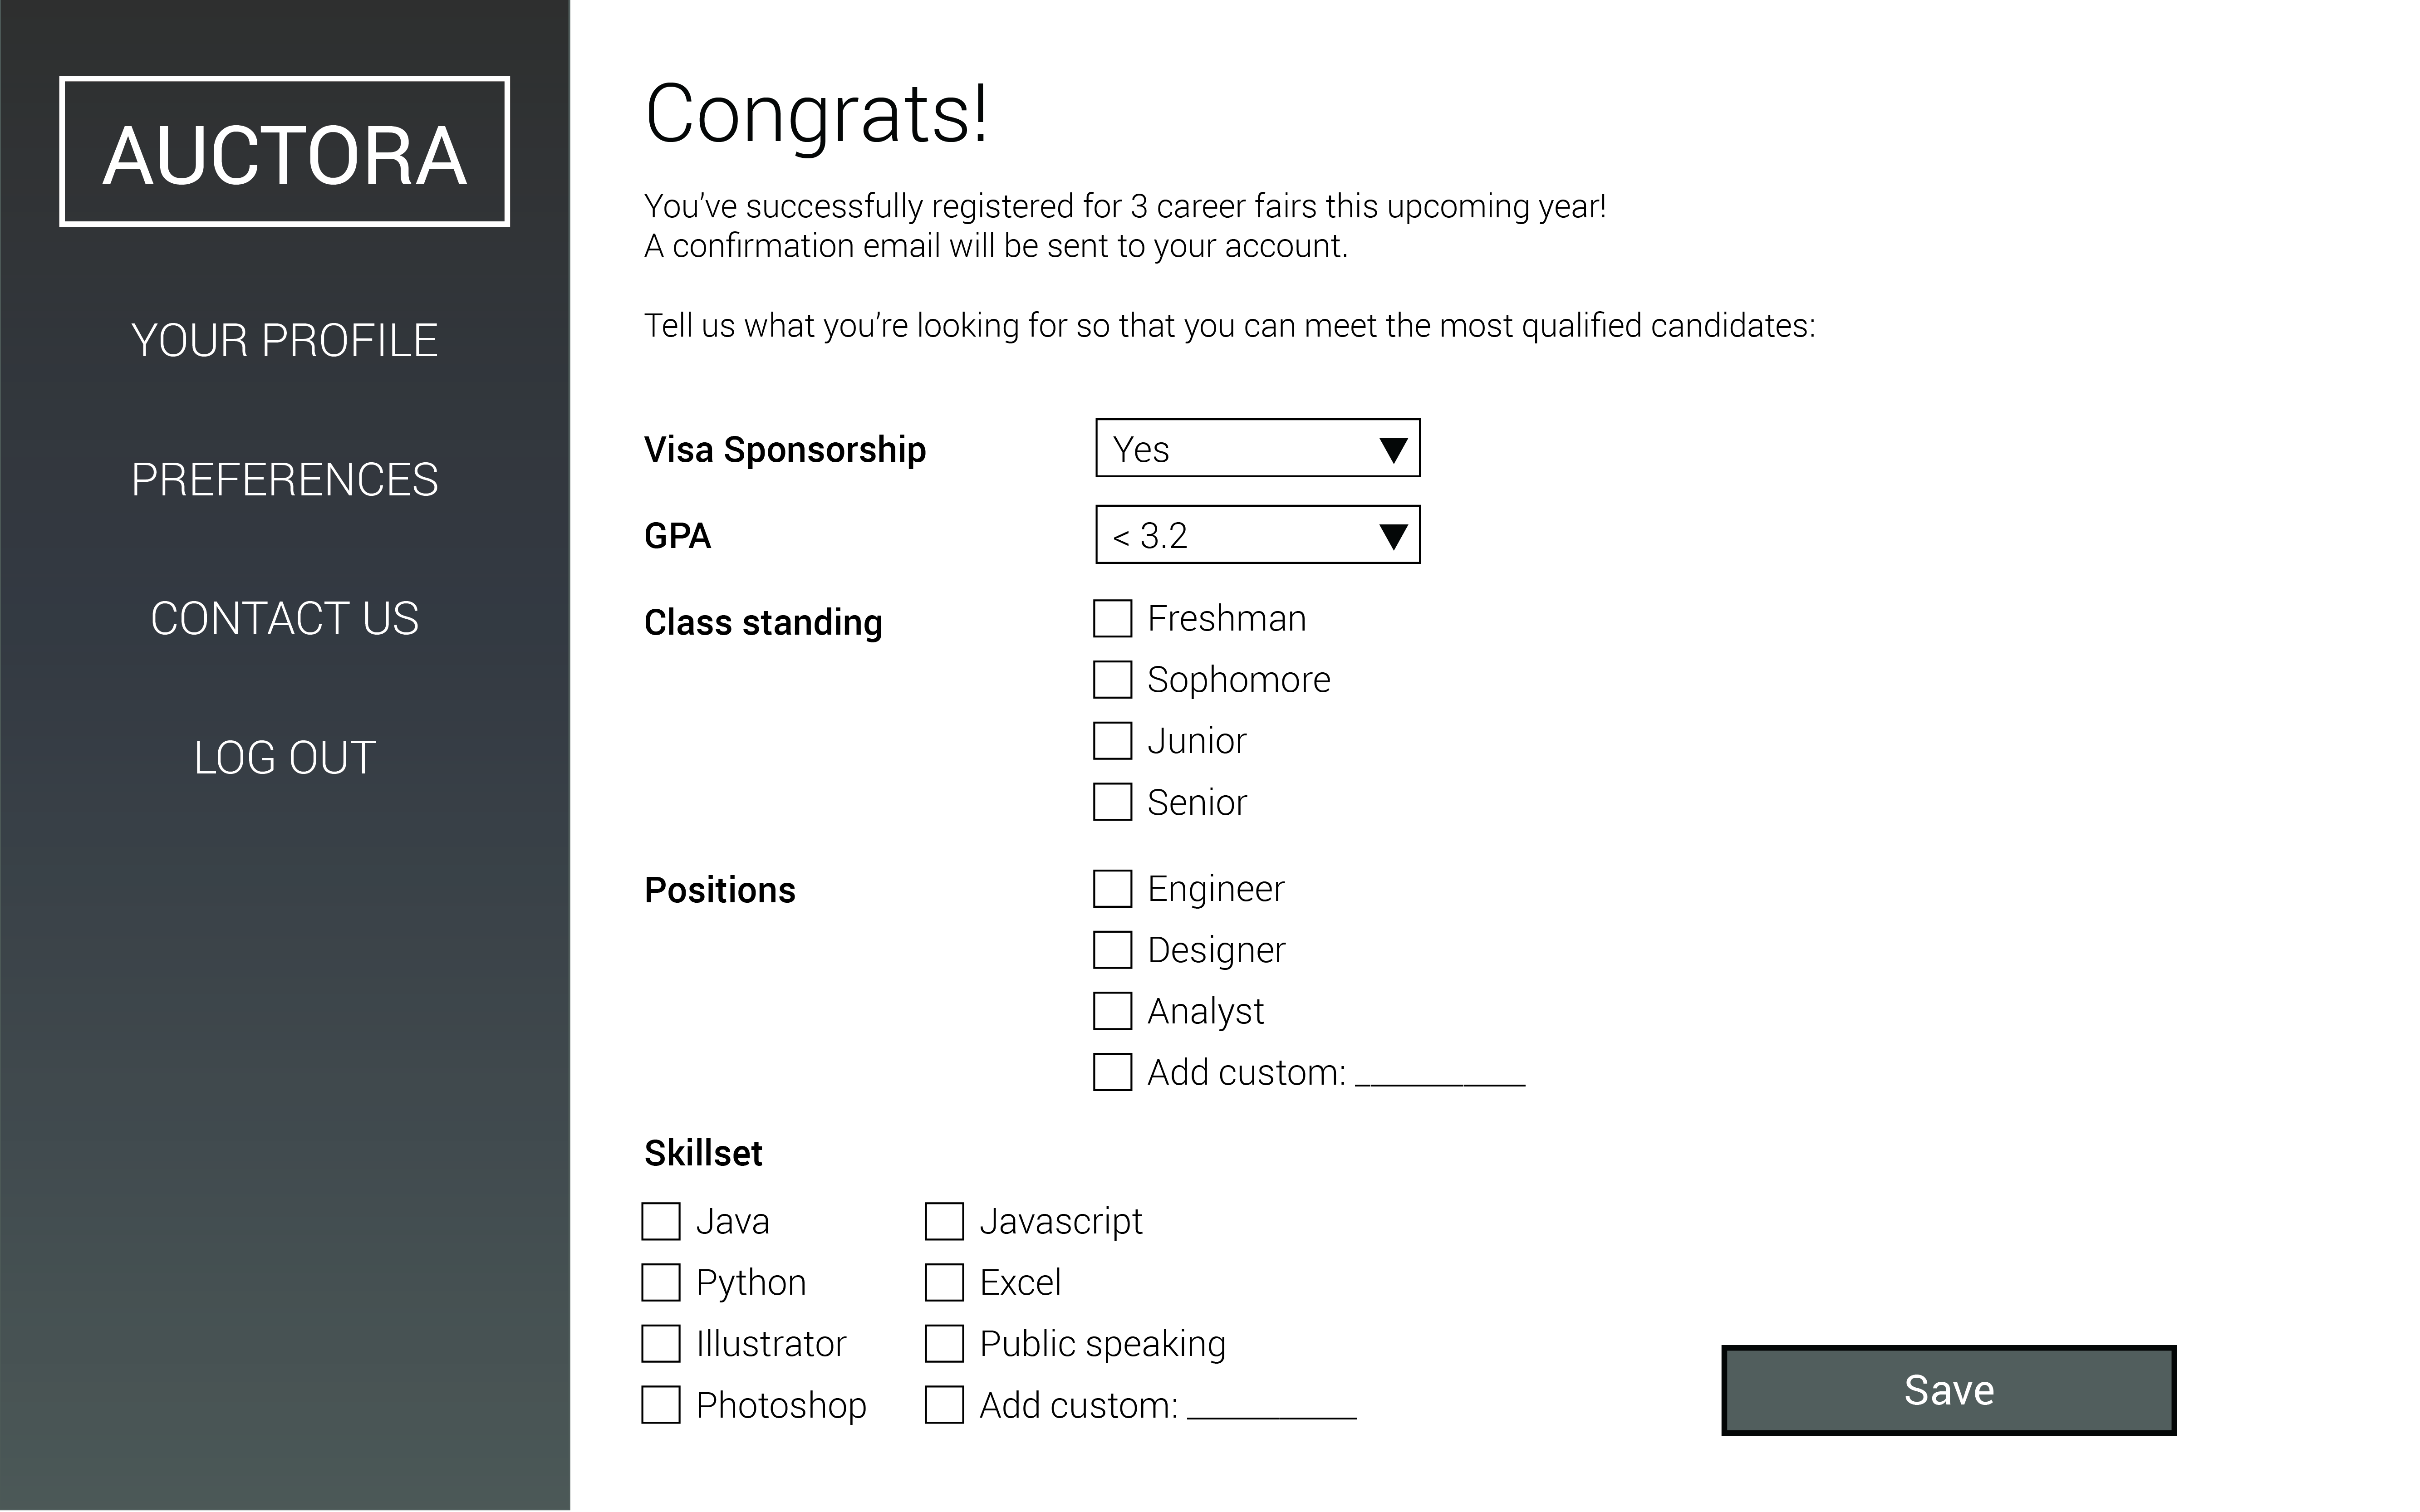 AUCTORA
YOUR PROFILE
PREFERENCES
CONTACT US
LOG OUT
Congrats!
You've successfully registered for 3 career fairs this upcoming year!
A confirmation email will be sent to your account.
Tell us what you're looking for so that you can meet the most qualified candidates:
Visa Sponsorship Yes
GPA < 3.2
Class standing Freshman
Sophomore
Junior
Senior
Positions Engineer
Designer
Analyst
Add custom: ___________
Skillset
Java Javascript
Python Excel
Illustrator Public speaking
Photoshop Add custom: ___________
Save